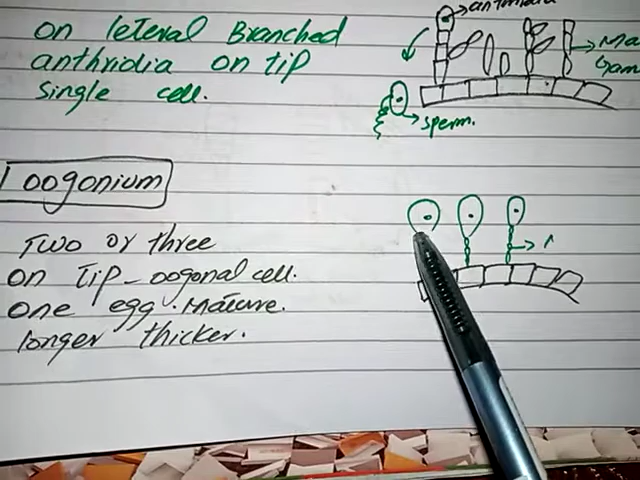 on leteral Branched
anthridia on tip
single cell.
sperm.
oogonium
Two or three
on Tip - oogonal cell.
one egg. mature.
longer thicker.